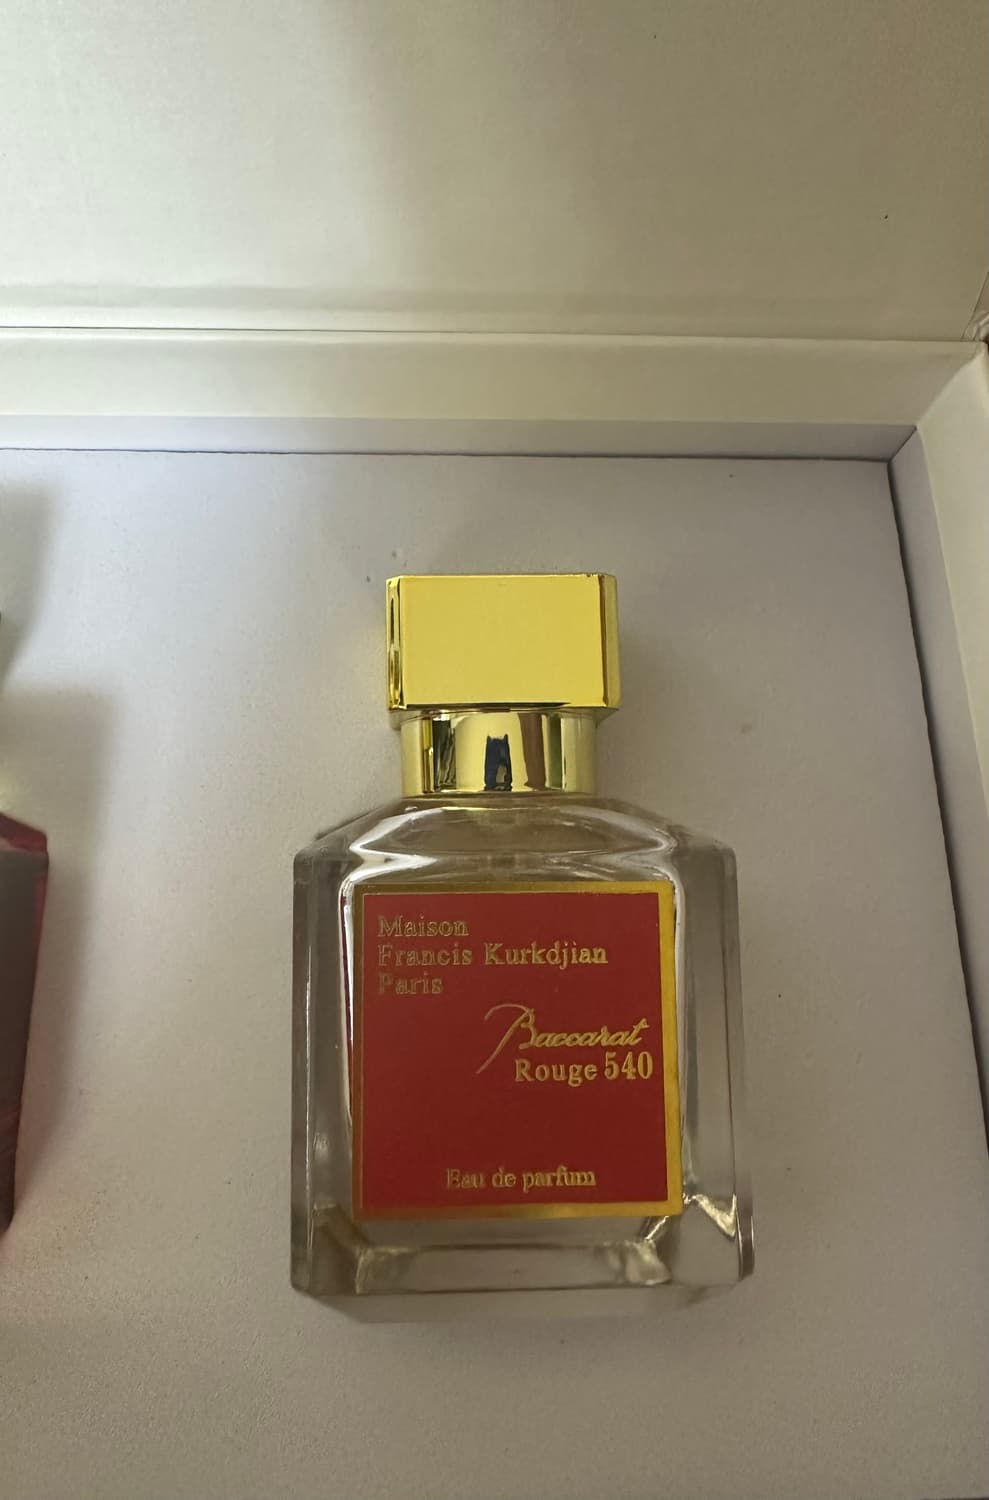 Maison
Francis Kurkdjian
Paris
Baccarat
Rouge 540
Eau de parfum